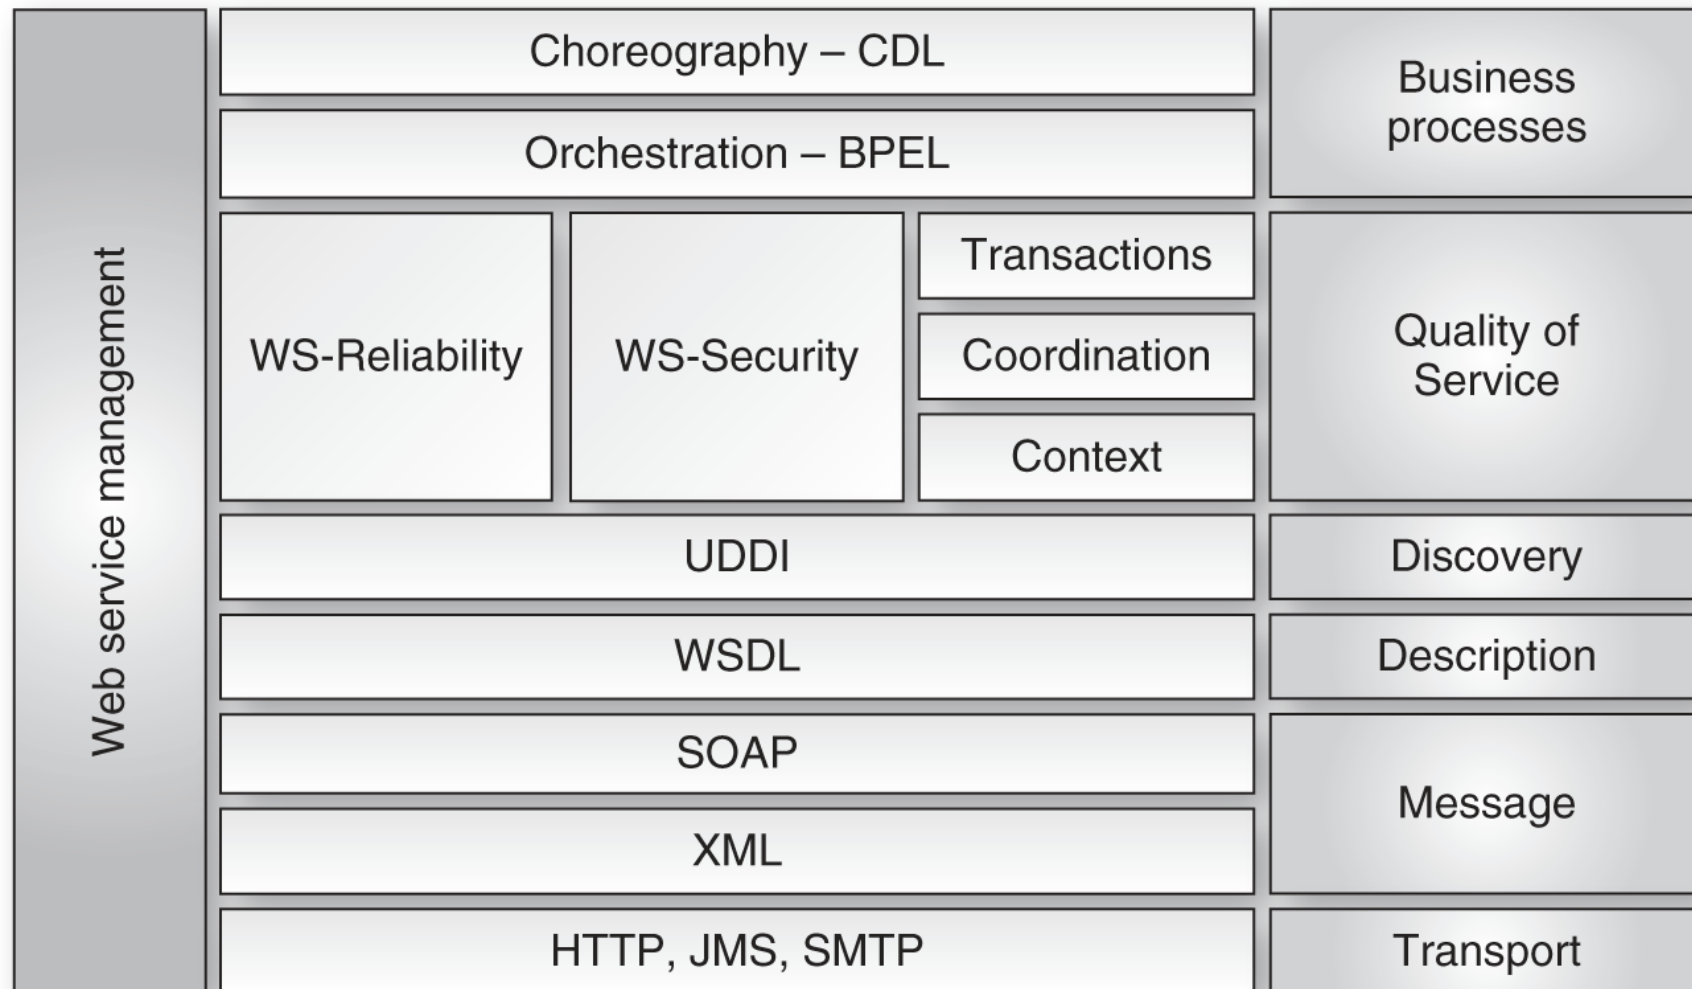 Web service management
Choreography – CDL
Orchestration – BPEL
Business
processes
WS-Reliability
WS-Security
Transactions
Coordination
Context
Quality of
Service
UDDI
Discovery
WSDL
Description
SOAP
XML
Message
HTTP, JMS, SMTP
Transport